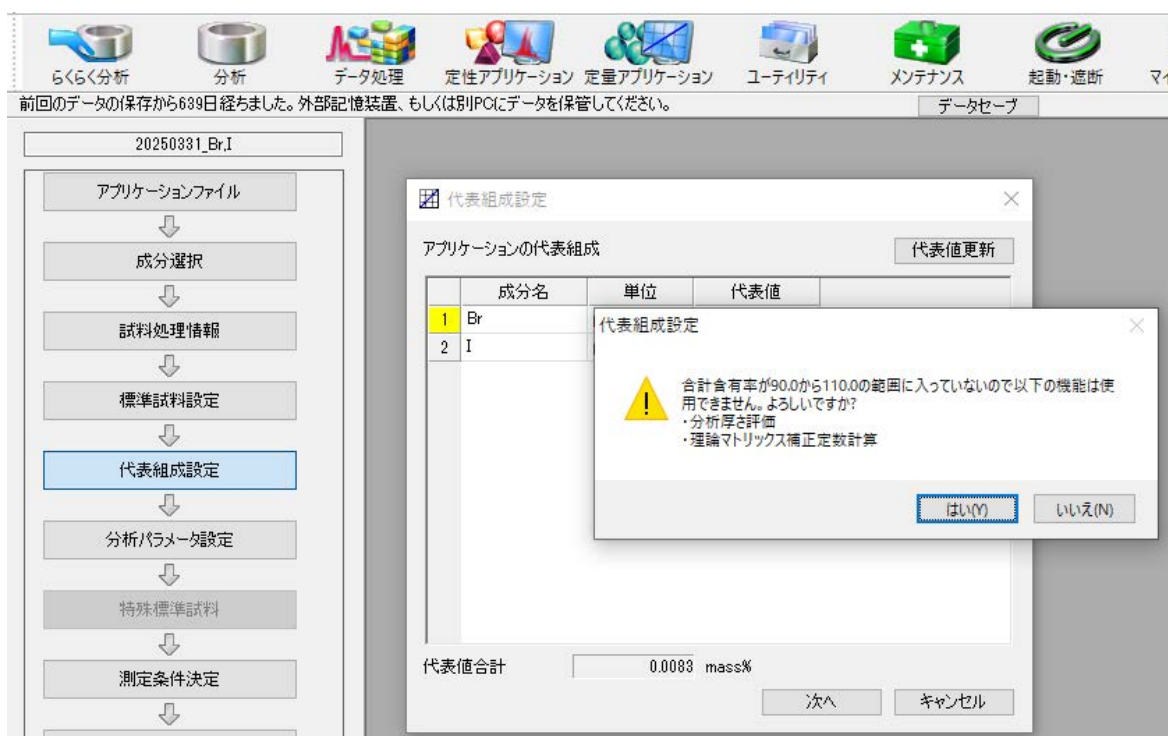 らくらく分析
分析
データ処理
定性アプリケーション
定量アプリケーション
ユーティリティ
メンテナンス
起動・遮断
前回のデータの保存から639日経ちました。外部記憶装置、もしくは別PCにデータを保管してください。
データセーブ
20250331_Br,I
アプリケーションファイル
成分選択
試料処理情報
標準試料設定
代表組成設定
分析パラメータ設定
特殊標準試料
測定条件決定
代表組成設定
アプリケーションの代表組成
代表値更新
成分名 単位 代表値
1 Br
2 I
代表組成設定
合計含有率が90.0から110.0の範囲に入っていないので以下の機能は使
用できません。よろしいですか?
・分析厚さ評価
・理論マトリックス補正定数計算
はい(Y)
いいえ(N)
代表値合計 0.0083 mass%
次へ
キャンセル